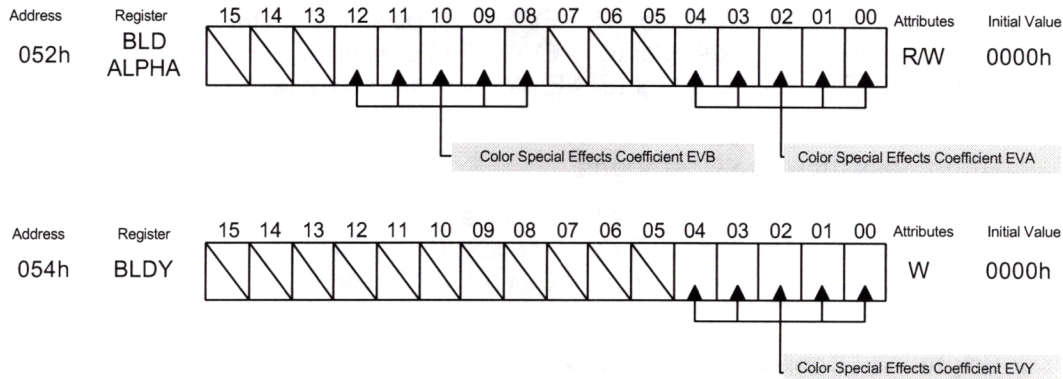 Address Register 15 14 13 12 11 10 09 08 07 06 05 04 03 02 01 00 Attributes Initial Value
052h BLD ALPHA R/W 0000h
Color Special Effects Coefficient EVB Color Special Effects Coefficient EVA
Address Register 15 14 13 12 11 10 09 08 07 06 05 04 03 02 01 00 Attributes Initial Value
054h BLDY W 0000h
Color Special Effects Coefficient EVY